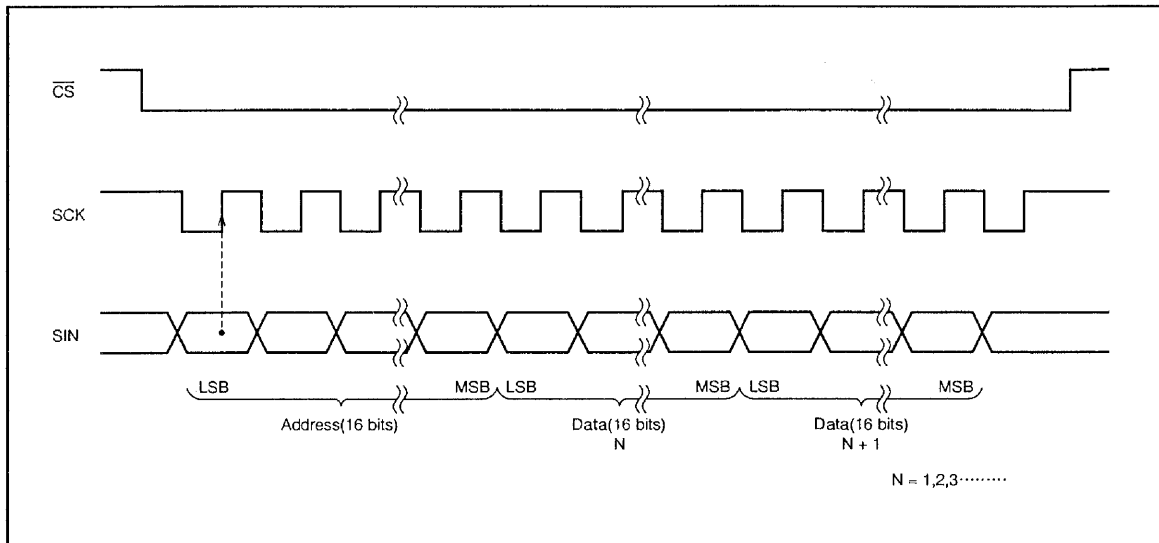 C̅S̅
SCK
SIN
LSB MSB LSB MSB LSB MSB
Address(16 bits) Data(16 bits) Data(16 bits)
N N + 1
N = 1,2,3·········